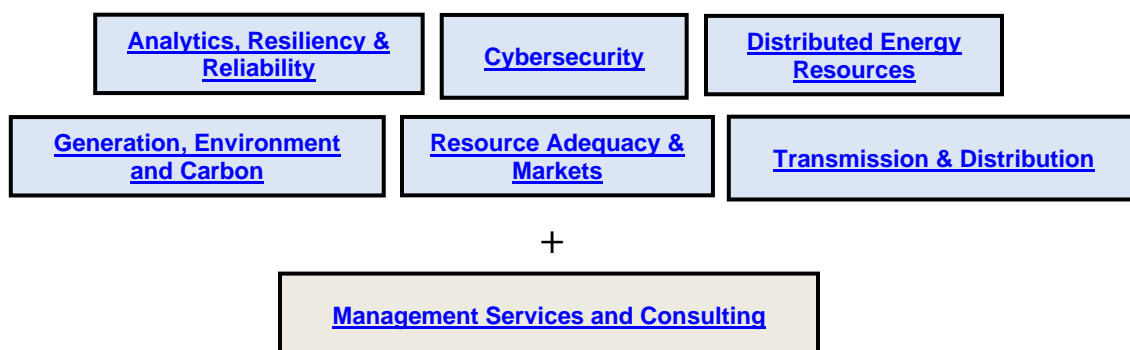 Analytics, Resiliency &
Reliability
Cybersecurity
Distributed Energy
Resources
Generation, Environment
and Carbon
Resource Adequacy &
Markets
Transmission & Distribution
+
Management Services and Consulting